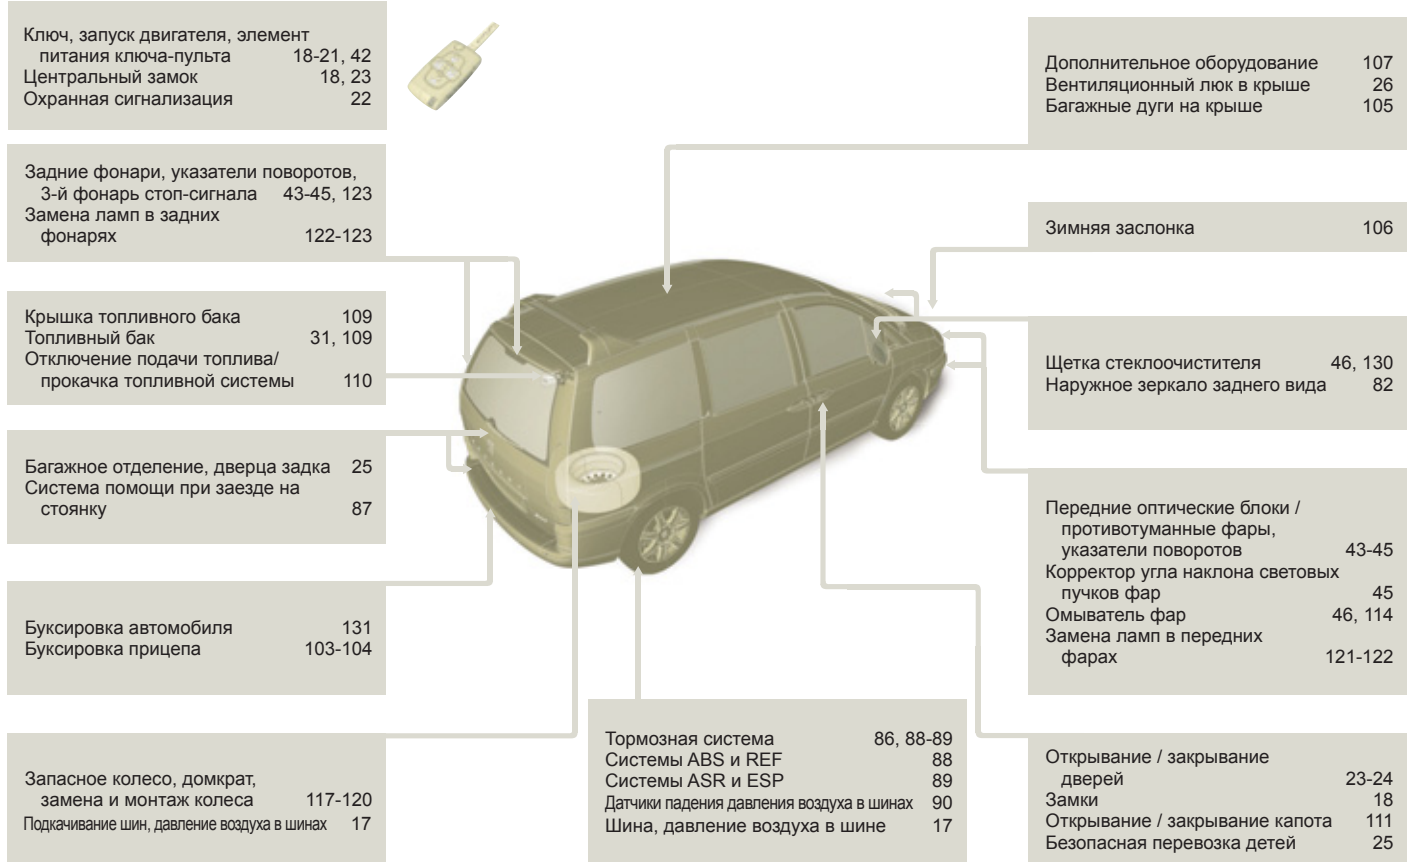 Ключ, запуск двигателя, элемент
питания ключа-пульта 18-21, 42
Центральный замок 18, 23
Охранная сигнализация 22
Задние фонари, указатели поворотов,
3-й фонарь стоп-сигнала 43-45, 123
Замена ламп в задних
фонарях 122-123
Крышка топливного бака 109
Топливный бак 31, 109
Отключение подачи топлива/
прокачка топливной системы 110
Багажное отделение, дверца задка 25
Система помощи при заезде на
стоянку 87
Буксировка автомобиля 131
Буксировка прицепа 103-104
Запасное колесо, домкрат,
замена и монтаж колеса 117-120
Подкачивание шин, давление воздуха в шинах 17
Тормозная система 86, 88-89
Системы ABS и REF 88
Системы ASR и ESP 89
Датчики падения давления воздуха в шинах 90
Шина, давление воздуха в шине 17
Дополнительное оборудование 107
Вентиляционный люк в крыше 26
Багажные дуги на крыше 105
Зимняя заслонка 106
Щетка стеклоочистителя 46, 130
Наружное зеркало заднего вида 82
Передние оптические блоки /
противотуманные фары,
указатели поворотов 43-45
Корректор угла наклона световых
пучков фар 45
Омыватель фар 46, 114
Замена ламп в передних
фарах 121-122
Открывание / закрывание
дверей 23-24
Замки 18
Открывание / закрывание капота 111
Безопасная перевозка детей 25